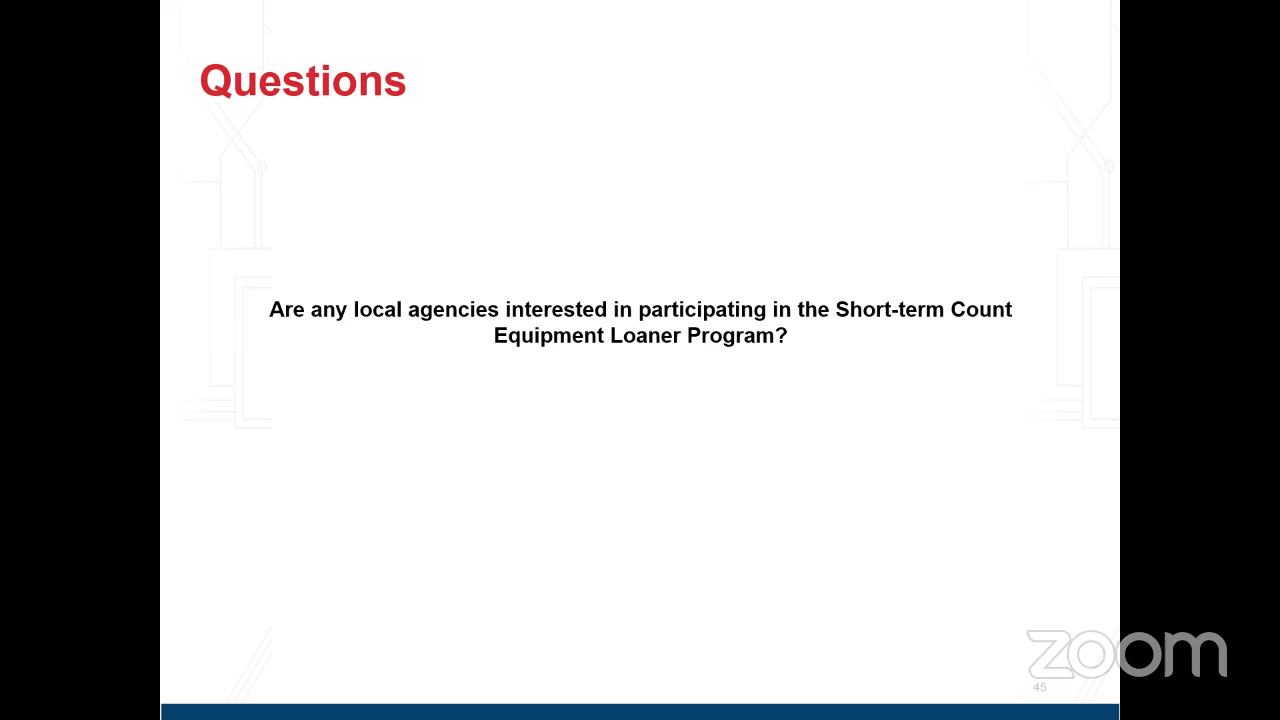 Questions
Are any local agencies interested in participating in the Short-term Count
Equipment Loaner Program?
zoom
45